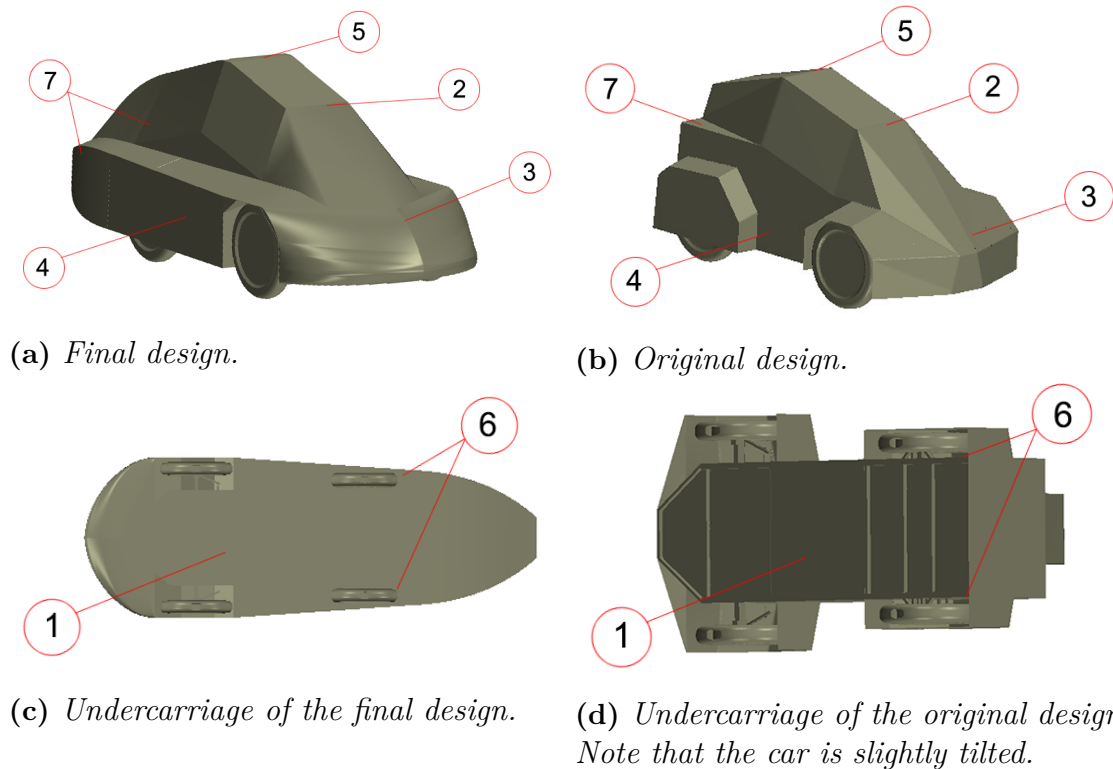 5
7
2
3
4
(a) Final design.
5
7
2
3
4
(b) Original design.
6
1
(c) Undercarriage of the final design.
6
1
(d) Undercarriage of the original design
Note that the car is slightly tilted.